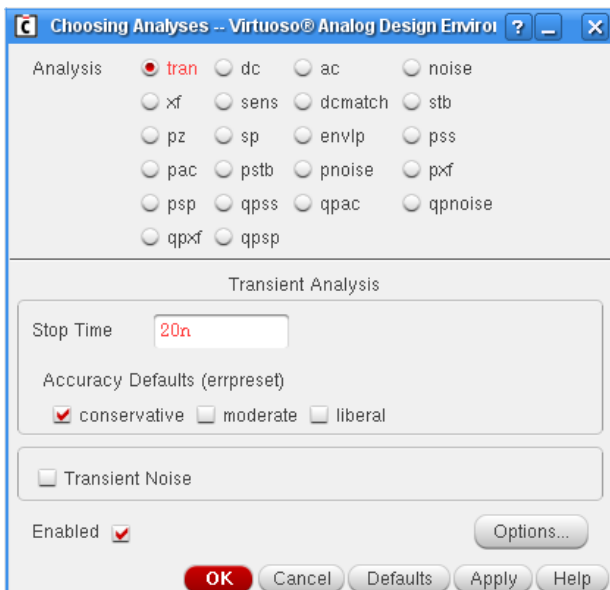 Choosing Analyses -- Virtuoso® Analog Design Enviro
Analysis tran dc ac noise
xf sens dcmatch stb
pz sp envlp pss
pac pstb pnoise pxf
psp qpss qpac qpnoise
qpxf qpsp
Transient Analysis
Stop Time 20n
Accuracy Defaults (errpreset)
conservative moderate liberal
Transient Noise
Enabled Options...
OK Cancel Defaults Apply Help